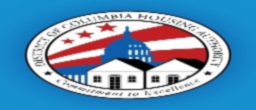 DISTRICT OF COLUMBIA HOUSING AUTHORITY
Commitment to Excellence